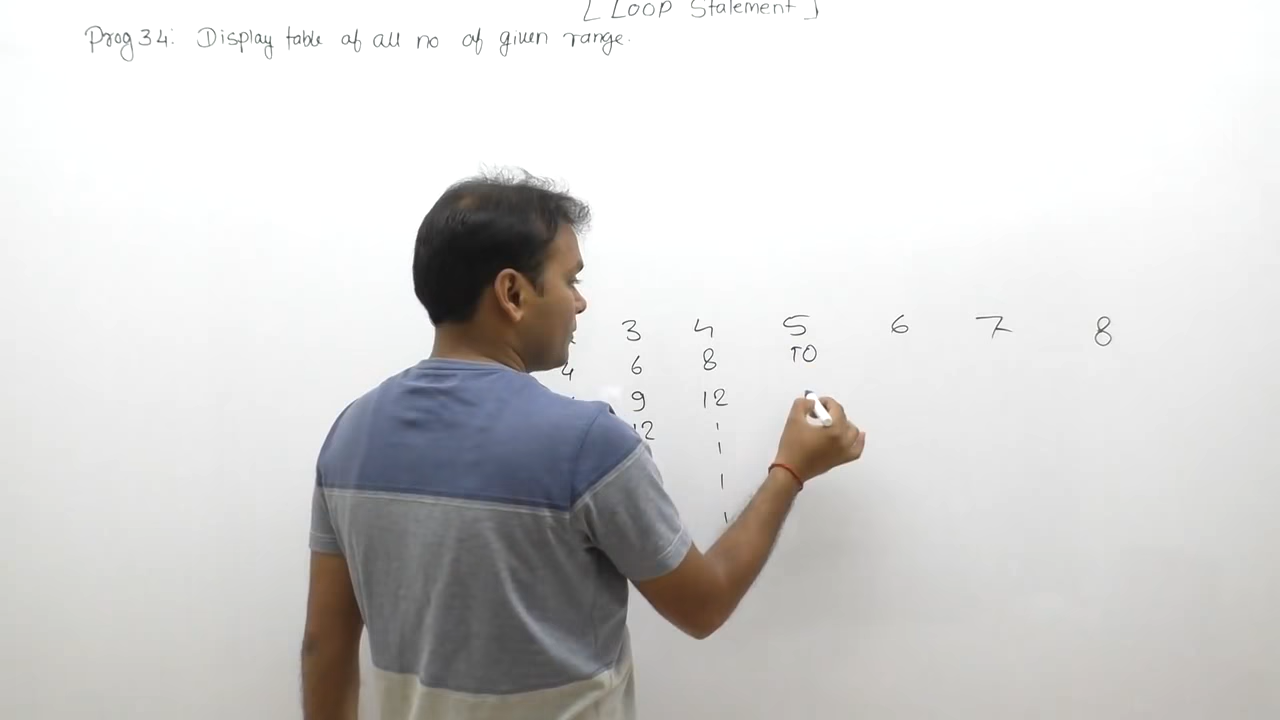 [ Loop Statement ]
Prog 34: Display table of all no of given range.
3 4 5 6 7 8
4 6 8 10
9 12
12